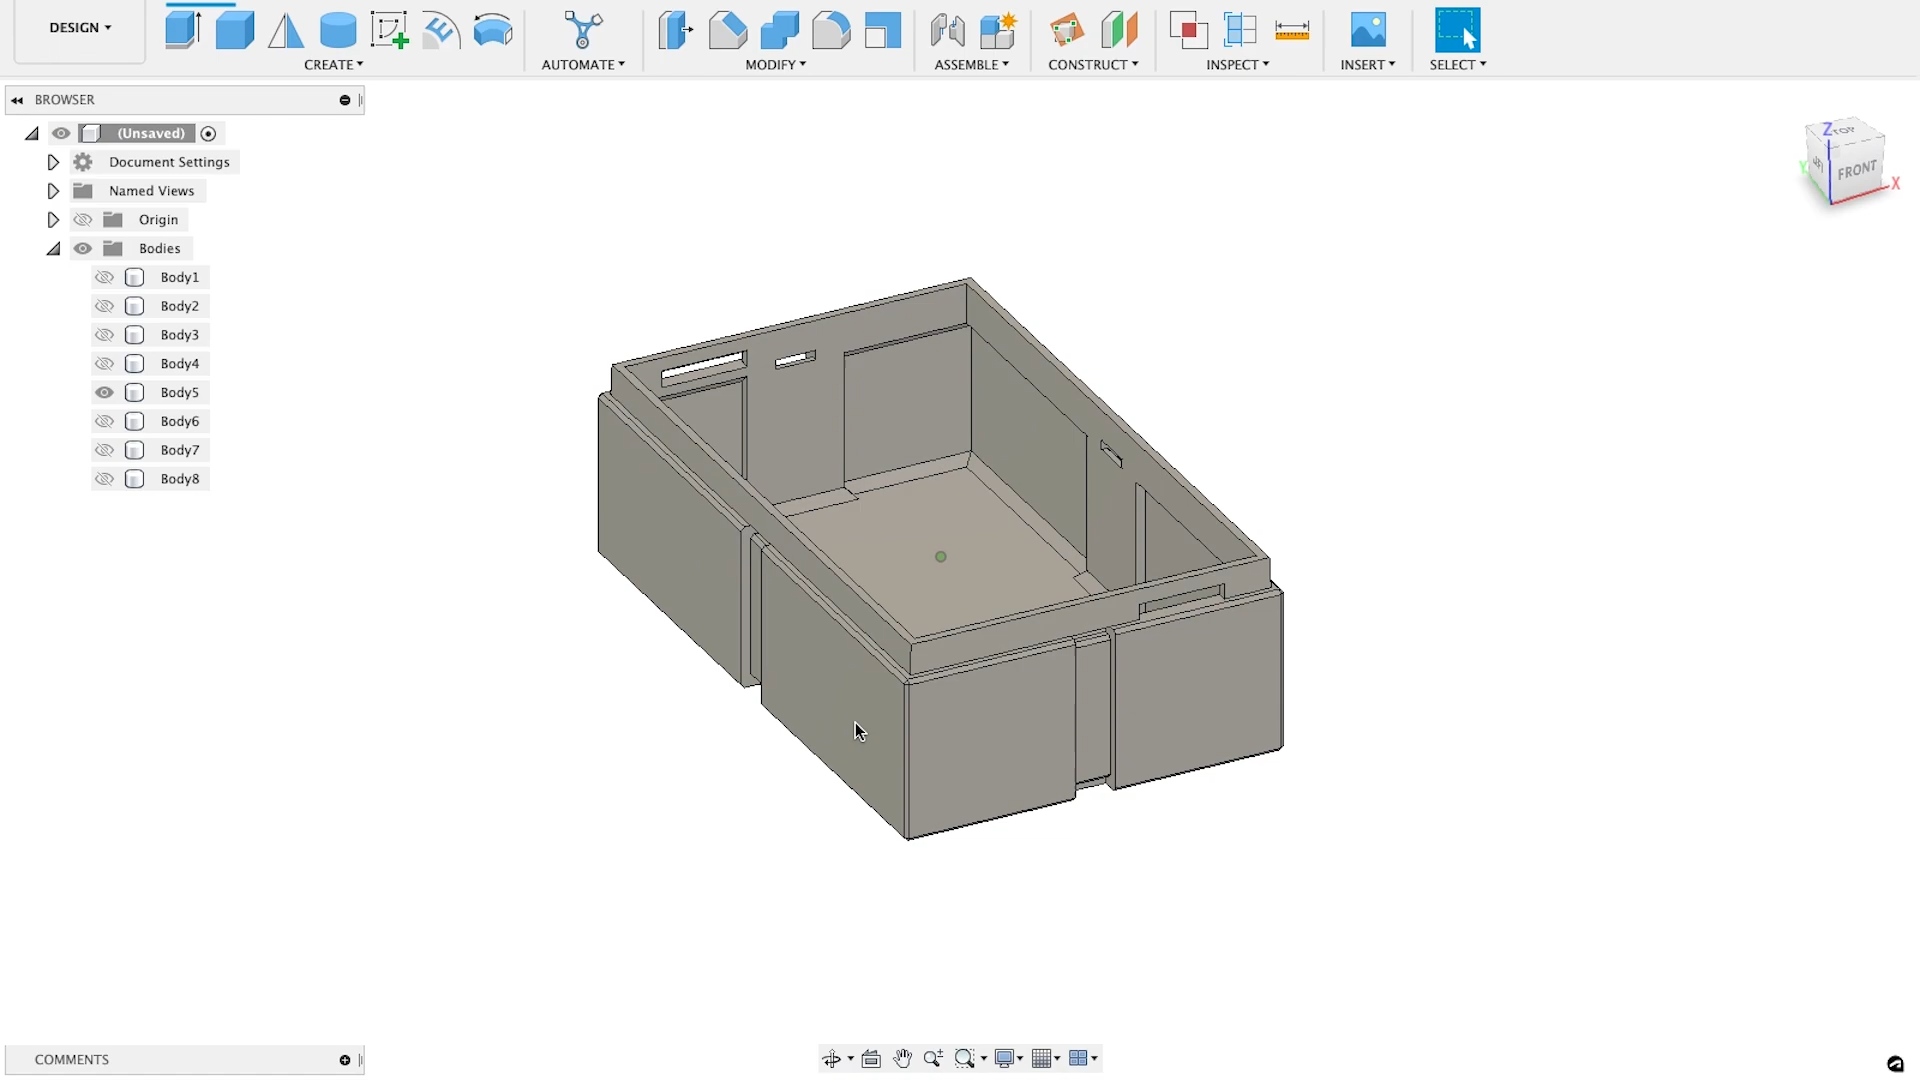 DESIGN
CREATE
AUTOMATE
MODIFY
ASSEMBLE
CONSTRUCT
INSPECT
INSERT
SELECT
BROWSER
(Unsaved)
Document Settings
Named Views
Origin
Bodies
Body1
Body2
Body3
Body4
Body5
Body6
Body7
Body8
Z
TOP
FRONT
X
Y
COMMENTS